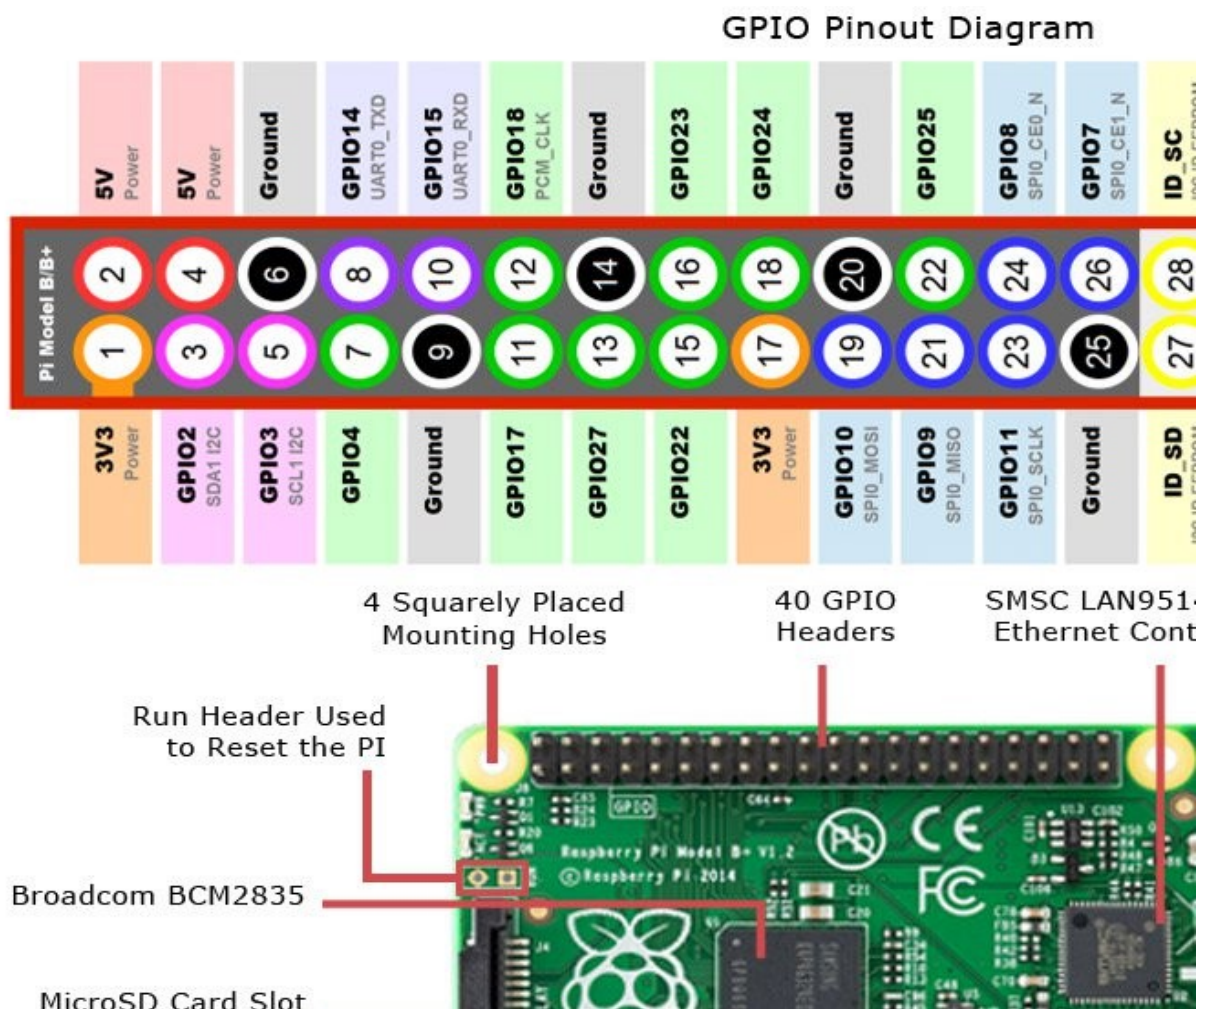 GPIO Pinout Diagram
5V
Power
5V
Power
Ground
GPIO14
UART0_TXD
GPIO15
UART0_RXD
GPIO18
PCM_CLK
Ground
GPIO23
GPIO24
Ground
GPIO25
GPIO8
SPI0_CE0_N
GPIO7
SPI0_CE1_N
ID_SC
Pi Model B/B+
2 4 6 8 10 12 14 16 18 20 22 24 26 28
1 3 5 7 9 11 13 15 17 19 21 23 25 27
3V3
Power
GPIO2
SDA1 I2C
GPIO3
SCL1 I2C
GPIO4
Ground
GPIO17
GPIO27
GPIO22
3V3
Power
GPIO10
SPI0_MOSI
GPIO9
SPI0_MISO
GPIO11
SPI0_SCLK
Ground
ID_SD
4 Squarely Placed
Mounting Holes
40 GPIO
Headers
SMSC LAN951
Ethernet Cont
Run Header Used
to Reset the PI
GPIO
Raspberry Pi Model B+ V1.2
© Raspberry Pi 2014
Pb
CE
FC
Broadcom BCM2835
MicroSD Card Slot